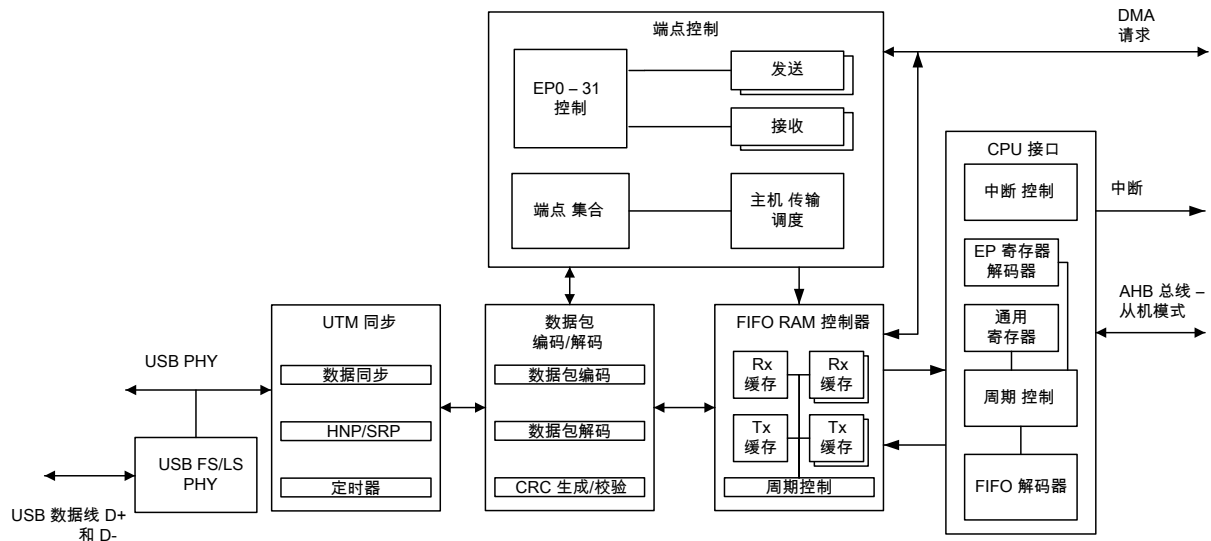 端点控制
EP0 – 31
控制
发送
接收
端点 集合
主机 传输
调度
DMA
请求
CPU 接口
中断 控制
中断
EP 寄存器
解码器
AHB 总线 –
从机模式
通用
寄存器
周期 控制
FIFO 解码器
UTM 同步
数据同步
HNP/SRP
定时器
数据包
编码/解码
数据包编码
数据包解码
CRC 生成/校验
FIFO RAM 控制器
Rx
缓存
Rx
缓存
Tx
缓存
Tx
缓存
周期控制
USB PHY
USB FS/LS
PHY
USB 数据线 D+
和 D-